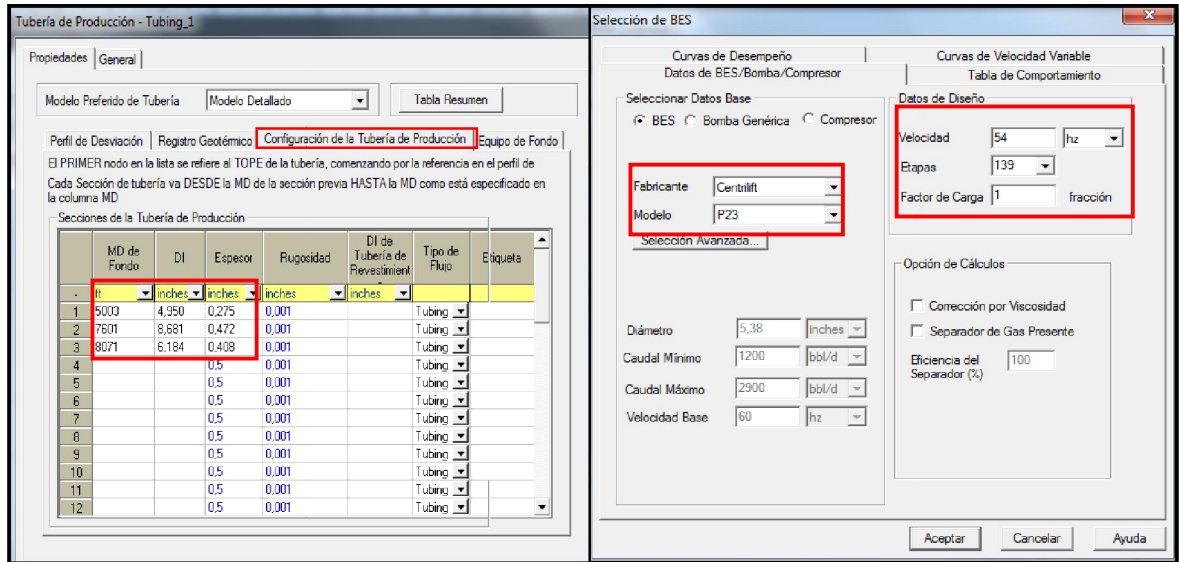 Tubería de Producción - Tubing_1
Propiedades General
Modelo Preferido de Tubería Modelo Detallado Tabla Resumen
Perfil de Desviación Registro Geotérmico Configuración de la Tubería de Producción Equipo de Fondo
El PRIMER nodo en la lista se refiere al TOPE de la tubería, comenzando por la referencia en el perfil de
Cada Sección de tubería va DESDE la MD de la sección previa HASTA la MD como está especificado en
la columna MD
Secciones de la Tubería de Producción
MD de Fondo DI Espesor Rugosidad DI de Tubería de Revestimient Tipo de Flujo Etiqueta
ft inches inches inches inches
1 5003 4,950 0,275 0,001 Tubing
2 7601 8,681 0,472 0,001 Tubing
3 8071 6,184 0,408 0,001 Tubing
4 0,5 0,001 Tubing
5 0,5 0,001 Tubing
6 0,5 0,001 Tubing
7 0,5 0,001 Tubing
8 0,5 0,001 Tubing
9 0,5 0,001 Tubing
10 0,5 0,001 Tubing
11 0,5 0,001 Tubing
12 0,5 0,001 Tubing
Selección de BES
Curvas de Desempeño Curvas de Velocidad Variable
Datos de BES/Bomba/Compresor Tabla de Comportamiento
Seleccionar Datos Base
BES Bomba Genérica Compresor
Fabricante Centrilift
Modelo P23
Selección Avanzada...
Diámetro 5,38 inches
Caudal Mínimo 1200 bbl/d
Caudal Máximo 2900 bbl/d
Velocidad Base 60 hz
Datos de Diseño
Velocidad 54 hz
Etapas 139
Factor de Carga 1 fracción
Opción de Cálculos
Corrección por Viscosidad
Separador de Gas Presente
Eficiencia del 100
Separador (%)
Aceptar Cancelar Ayuda